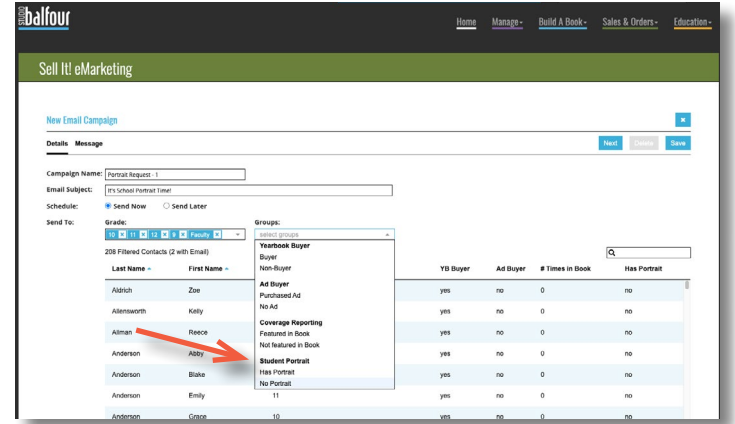 STUDIO balfour
Home Manage Build A Book Sales & Orders Education
Sell It! eMarketing
New Email Campaign
Details Message Next Delete Save
Campaign Name: Portrait Request - 1
Email Subject: It's School Portrait Time!
Schedule: Send Now Send Later
Send To: Grade: Groups:
10 x 11 x 12 x 9 x Faculty x select groups
208 Filtered Contacts (2 with Email)
Yearbook Buyer
Buyer
Non-Buyer
Ad Buyer
Purchased Ad
No Ad
Coverage Reporting
Featured in Book
Not featured in Book
Student Portrait
Has Portrait
No Portrait
Last Name First Name YB Buyer Ad Buyer # Times in Book Has Portrait
Aldrich Zoe yes no 0 no
Allensworth Kelly yes no 0 no
Allman Reece yes no 0 no
Anderson Abby yes no 0 no
Anderson Blake yes no 0 no
Anderson Emily 11 yes no 0 no
Anderson Grace 10 yes no 0 no